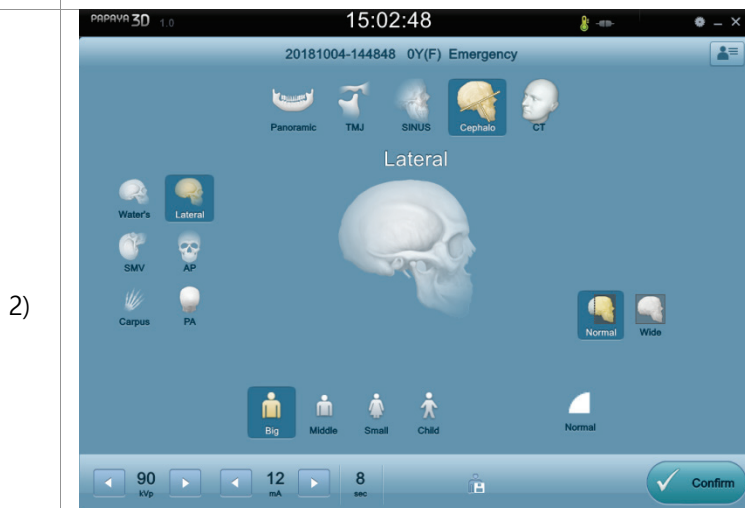 PAPAYA 3D 1.0 15:02:48
20181004-144848 0Y(F) Emergency
Panoramic TMJ SINUS Cephalo CT
Lateral
Water's Lateral
SMV AP
Carpus PA
2)
Normal Wide
Big Middle Small Child Normal
90 12 8 Confirm
kVp mA sec